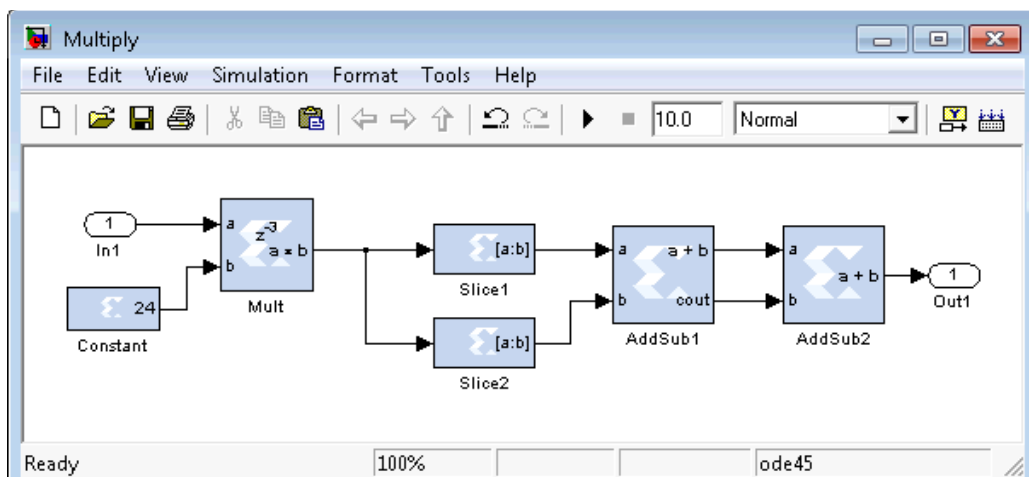 Multiply
File Edit View Simulation Format Tools Help
10.0 Normal
1
In1
24
Constant
a
b
z-3
a × b
Mult
[a:b]
Slice1
[a:b]
Slice2
a
b
a + b
cout
AddSub1
a
b
a + b
AddSub2
1
Out1
Ready 100% ode45